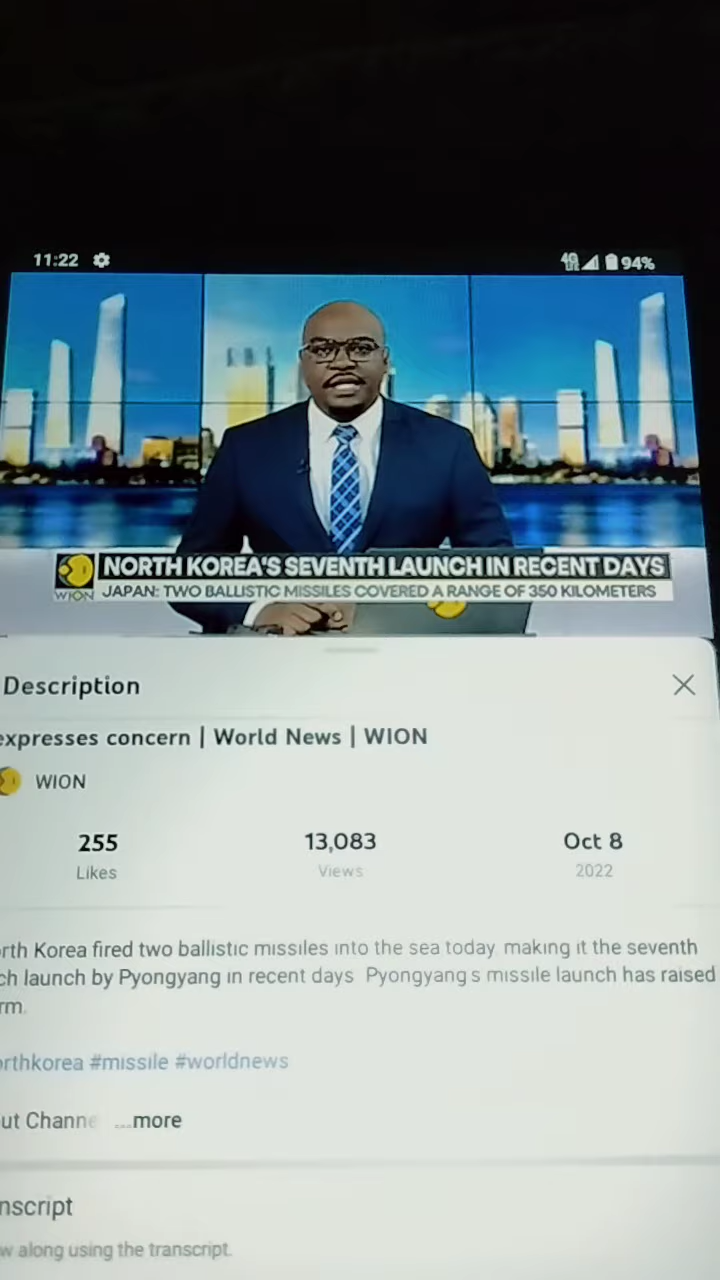 11:22
4G
LTE
94%
NORTH KOREA'S SEVENTH LAUNCH IN RECENT DAYS
WION
JAPAN: TWO BALLISTIC MISSILES COVERED A RANGE OF 350 KILOMETERS
Description
expresses concern | World News | WION
WION
255
13,083
Oct 8
Likes
Views
2022
rth Korea fired two ballistic missiles into the sea today making it the seventh
ch launch by Pyongyang in recent days Pyongyang s missile launch has raised
rm.
orthkorea #missile #worldnews
ut Channe ...more
nscript
w along using the transcript.